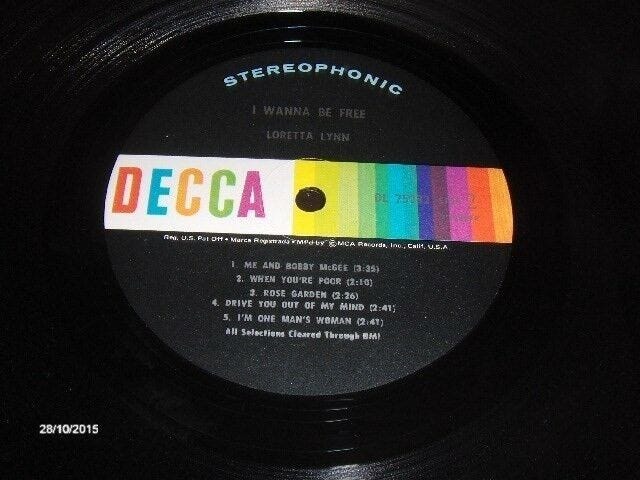 STEREOPHONIC
I WANNA BE FREE
LORETTA LYNN
DECCA
DL
Reg. U.S. Pat Off • Marca Registrada • Mfd by © MCA Records, Inc., Calif, U.S.A.
1. ME AND BOBBY McGEE (3:35)
2. WHEN YOU'RE POOR (2:10)
3. ROSE GARDEN (2:26)
4. DRIVE YOU OUT OF MY MIND (2:41)
5. I'M ONE MAN'S WOMAN (2:41)
All Selections Cleared Through BMI
28/10/2015